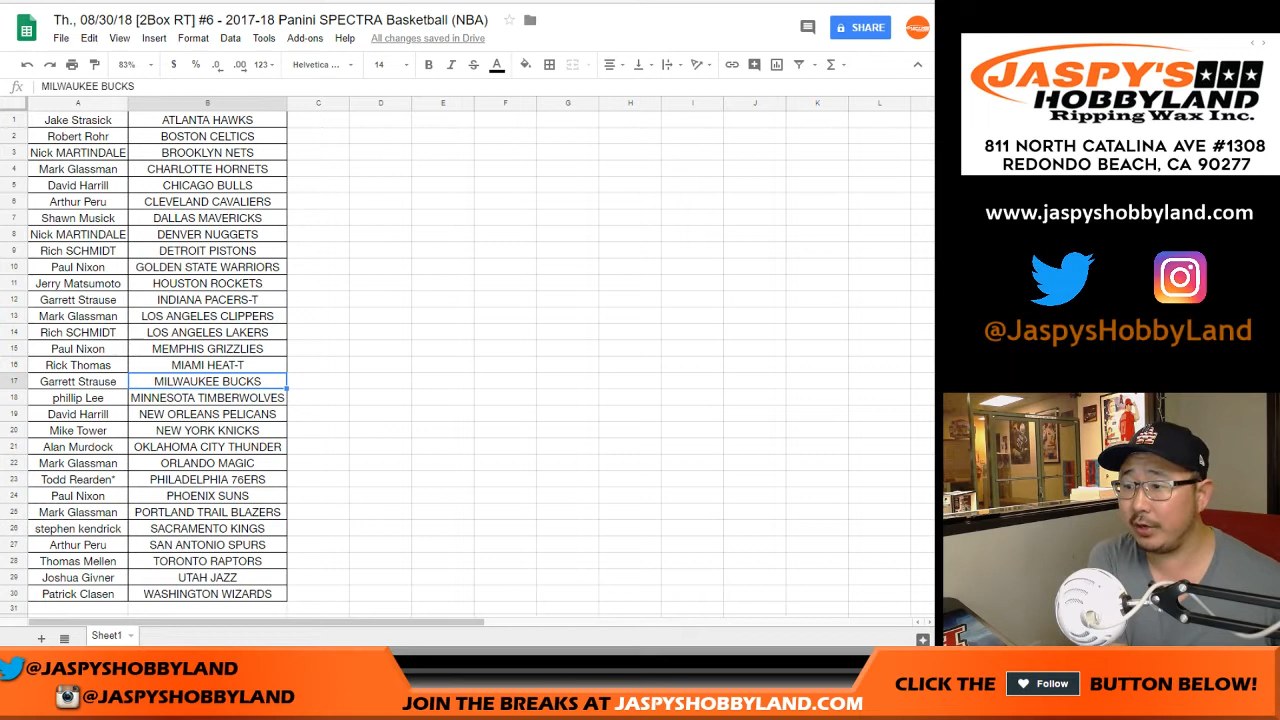 Th., 08/30/18 [2Box RT] #6 - 2017-18 Panini SPECTRA Basketball (NBA)
File Edit View Insert Format Data Tools Add-ons Help All changes saved in Drive
SHARE
83% $ % .0 .00 123 Helvetica ... 14 B I S A
fx MILWAUKEE BUCKS
A B C D E F G H I J K L
1 Jake Strasick ATLANTA HAWKS
2 Robert Rohr BOSTON CELTICS
3 Nick MARTINDALE BROOKLYN NETS
4 Mark Glassman CHARLOTTE HORNETS
5 David Harrill CHICAGO BULLS
6 Arthur Peru CLEVELAND CAVALIERS
7 Shawn Musick DALLAS MAVERICKS
8 Nick MARTINDALE DENVER NUGGETS
9 Rich SCHMIDT DETROIT PISTONS
10 Paul Nixon GOLDEN STATE WARRIORS
11 Jerry Matsumoto HOUSTON ROCKETS
12 Garrett Strause INDIANA PACERS-T
13 Mark Glassman LOS ANGELES CLIPPERS
14 Rich SCHMIDT LOS ANGELES LAKERS
15 Paul Nixon MEMPHIS GRIZZLIES
16 Rick Thomas MIAMI HEAT-T
17 Garrett Strause MILWAUKEE BUCKS
18 phillip Lee MINNESOTA TIMBERWOLVES
19 David Harrill NEW ORLEANS PELICANS
20 Mike Tower NEW YORK KNICKS
21 Alan Murdock OKLAHOMA CITY THUNDER
22 Mark Glassman ORLANDO MAGIC
23 Todd Rearden* PHILADELPHIA 76ERS
24 Paul Nixon PHOENIX SUNS
25 Mark Glassman PORTLAND TRAIL BLAZERS
26 stephen kendrick SACRAMENTO KINGS
27 Arthur Peru SAN ANTONIO SPURS
28 Thomas Mellen TORONTO RAPTORS
29 Joshua Givner UTAH JAZZ
30 Patrick Clasen WASHINGTON WIZARDS
31
Sheet1
JASPY'S
HOBBYLAND
Ripping Wax Inc.
811 NORTH CATALINA AVE #1308
REDONDO BEACH, CA 90277
www.jaspyshobbyland.com
@JaspysHobbyLand
@JASPYSHOBBYLAND
@JASPYSHOBBYLAND
JOIN THE BREAKS AT JASPYSHOBBYLAND.COM
CLICK THE Follow BUTTON BELOW!